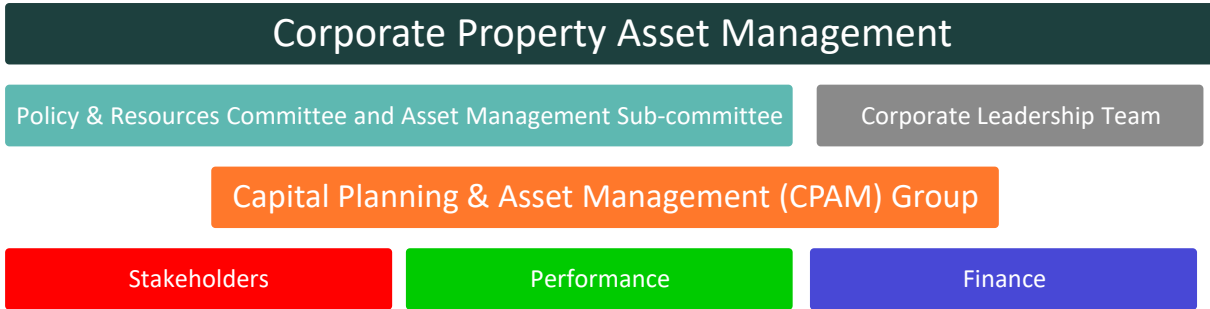 Corporate Property Asset Management
Policy & Resources Committee and Asset Management Sub-committee
Corporate Leadership Team
Capital Planning & Asset Management (CPAM) Group
Stakeholders
Performance
Finance